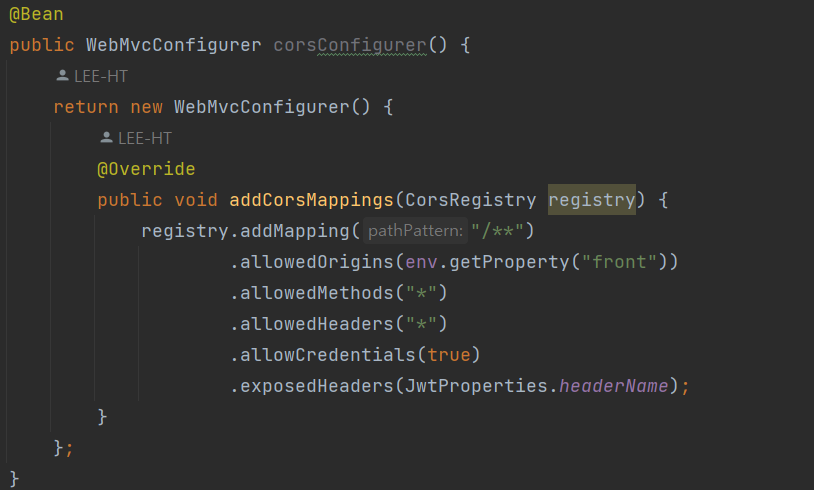 @Bean
public WebMvcConfigurer corsConfigurer() {
LEE-HT
return new WebMvcConfigurer() {
LEE-HT
@Override
public void addCorsMappings(CorsRegistry registry) {
registry.addMapping( pathPattern: "/**")
.allowedOrigins(env.getProperty("front"))
.allowedMethods("*")
.allowedHeaders("*")
.allowCredentials(true)
.exposedHeaders(JwtProperties.headerName);
}
};
}